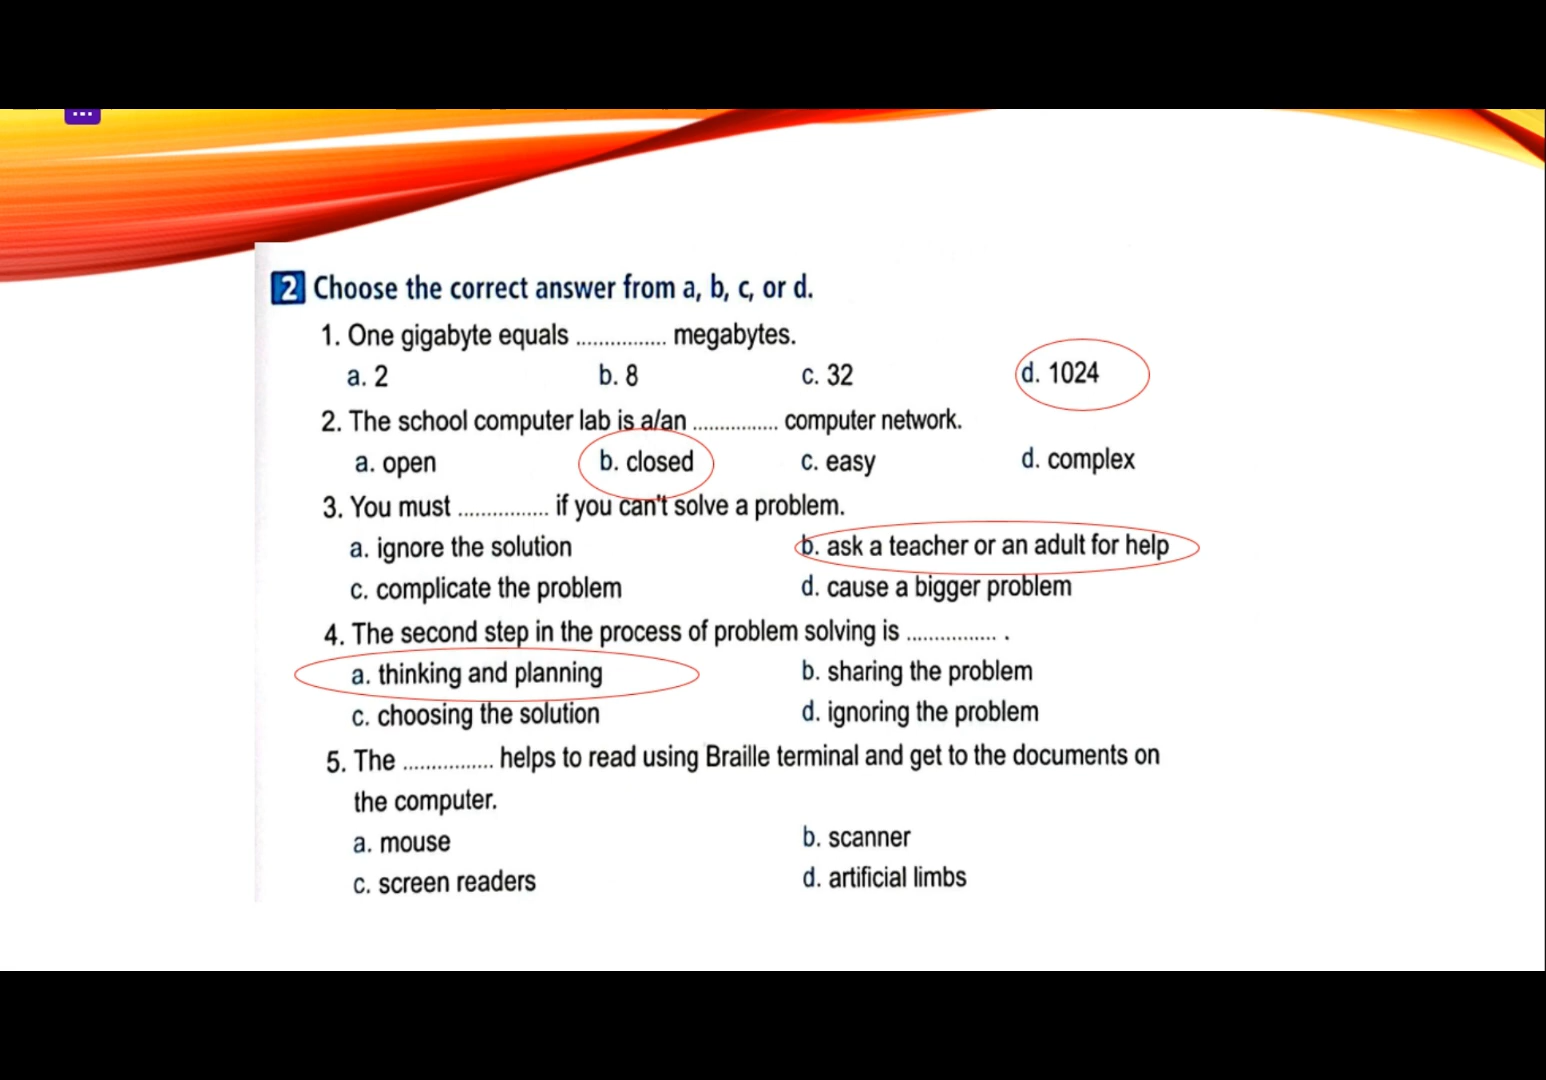 2 Choose the correct answer from a, b, c, or d.
1. One gigabyte equals ................ megabytes.
a. 2 b. 8 c. 32 d. 1024
2. The school computer lab is a/an ............... computer network.
a. open b. closed c. easy d. complex
3. You must ................ if you can't solve a problem.
a. ignore the solution b. ask a teacher or an adult for help
c. complicate the problem d. cause a bigger problem
4. The second step in the process of problem solving is ................ .
a. thinking and planning b. sharing the problem
c. choosing the solution d. ignoring the problem
5. The ................ helps to read using Braille terminal and get to the documents on
the computer.
a. mouse b. scanner
c. screen readers d. artificial limbs